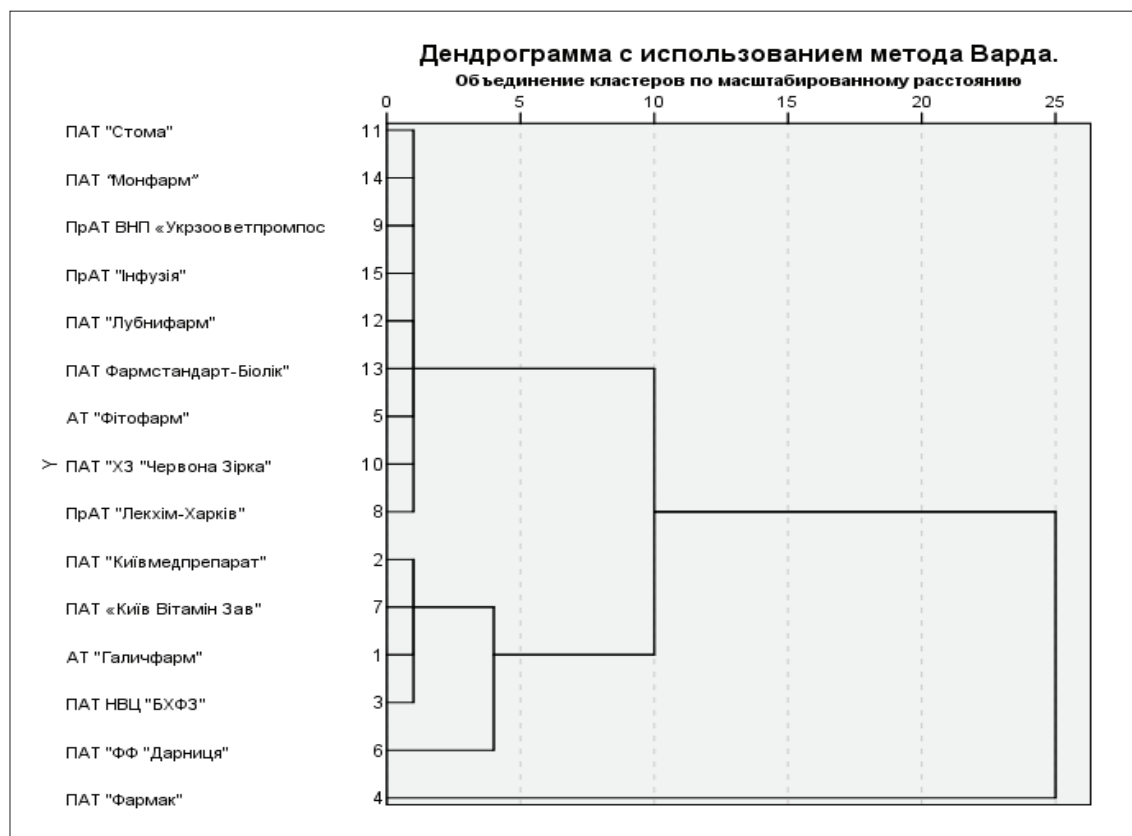 Дендрограмма с использованием метода Варда.
Объединение кластеров по масштабированному расстоянию
0 5 10 15 20 25
ПАТ "Стома" 11
ПАТ "Монфарм" 14
ПрАТ ВНП «Укрзооветпромпос 9
ПрАТ "Інфузія" 15
ПАТ "Лубнифарм" 12
ПАТ Фармстандарт-Біолік" 13
АТ "Фітофарм" 5
Y ПАТ "ХЗ "Червона Зірка" 10
ПрАТ "Лекхім-Харків" 8
ПАТ "Київмедпрепарат" 2
ПАТ «Київ Вітамін Зав" 7
АТ "Галичфарм" 1
ПАТ НВЦ "БХФЗ" 3
ПАТ "ФФ "Дарниця" 6
ПАТ "Фармак" 4